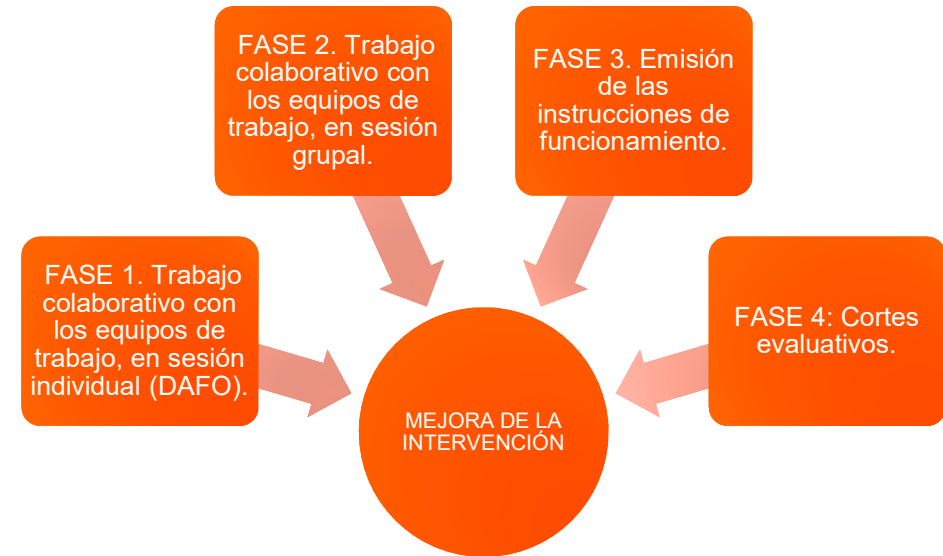 FASE 1. Trabajo
colaborativo con
los equipos de
trabajo, en sesión
individual (DAFO).
FASE 2. Trabajo
colaborativo con
los equipos de
trabajo, en sesión
grupal.
FASE 3. Emisión
de las
instrucciones de
funcionamiento.
FASE 4: Cortes
evaluativos.
MEJORA DE LA
INTERVENCIÓN